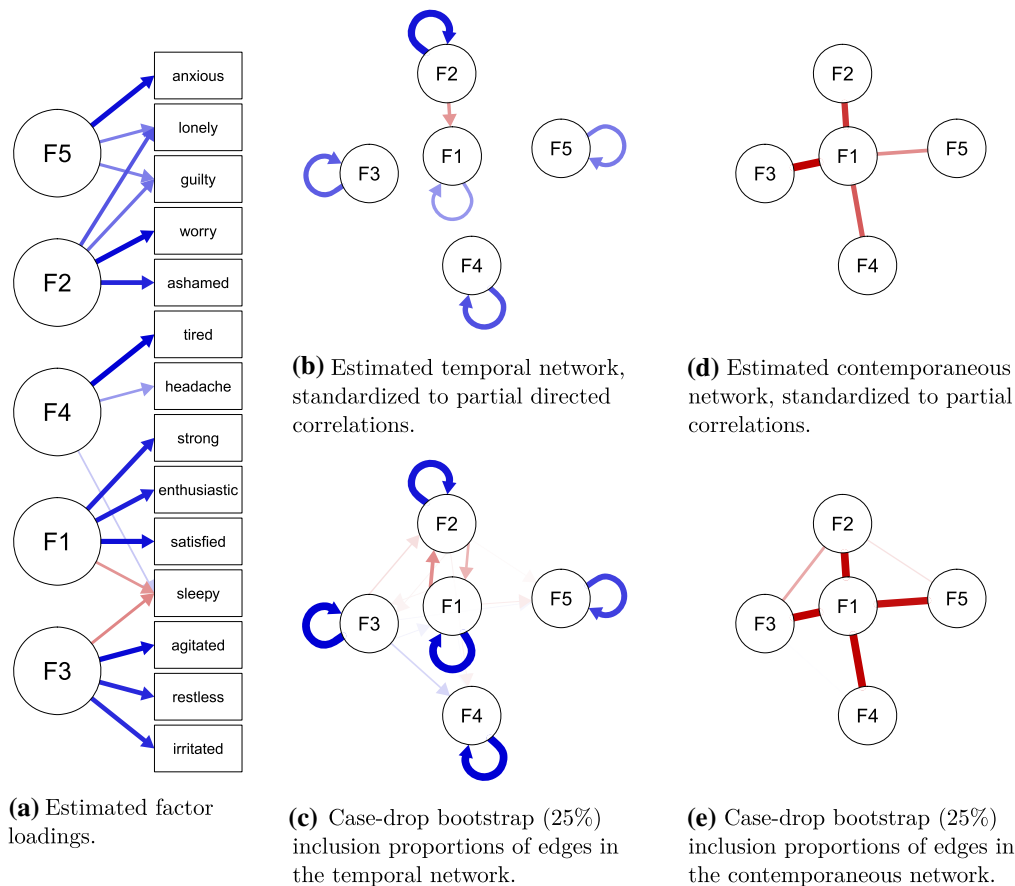 F5
F2
F4
F1
F3
anxious
lonely
guilty
worry
ashamed
tired
headache
strong
enthusiastic
satisfied
sleepy
agitated
restless
irritated
(a) Estimated factor
loadings.
F2
F1
F3
F5
F4
(b) Estimated temporal network,
standardized to partial directed
correlations.
F2
F1
F3
F5
F4
(c) Case-drop bootstrap (25%)
inclusion proportions of edges in
the temporal network.
F2
F1
F5
F3
F4
(d) Estimated contemporaneous
network, standardized to partial
correlations.
F2
F1
F5
F3
F4
(e) Case-drop bootstrap (25%)
inclusion proportions of edges in
the contemporaneous network.